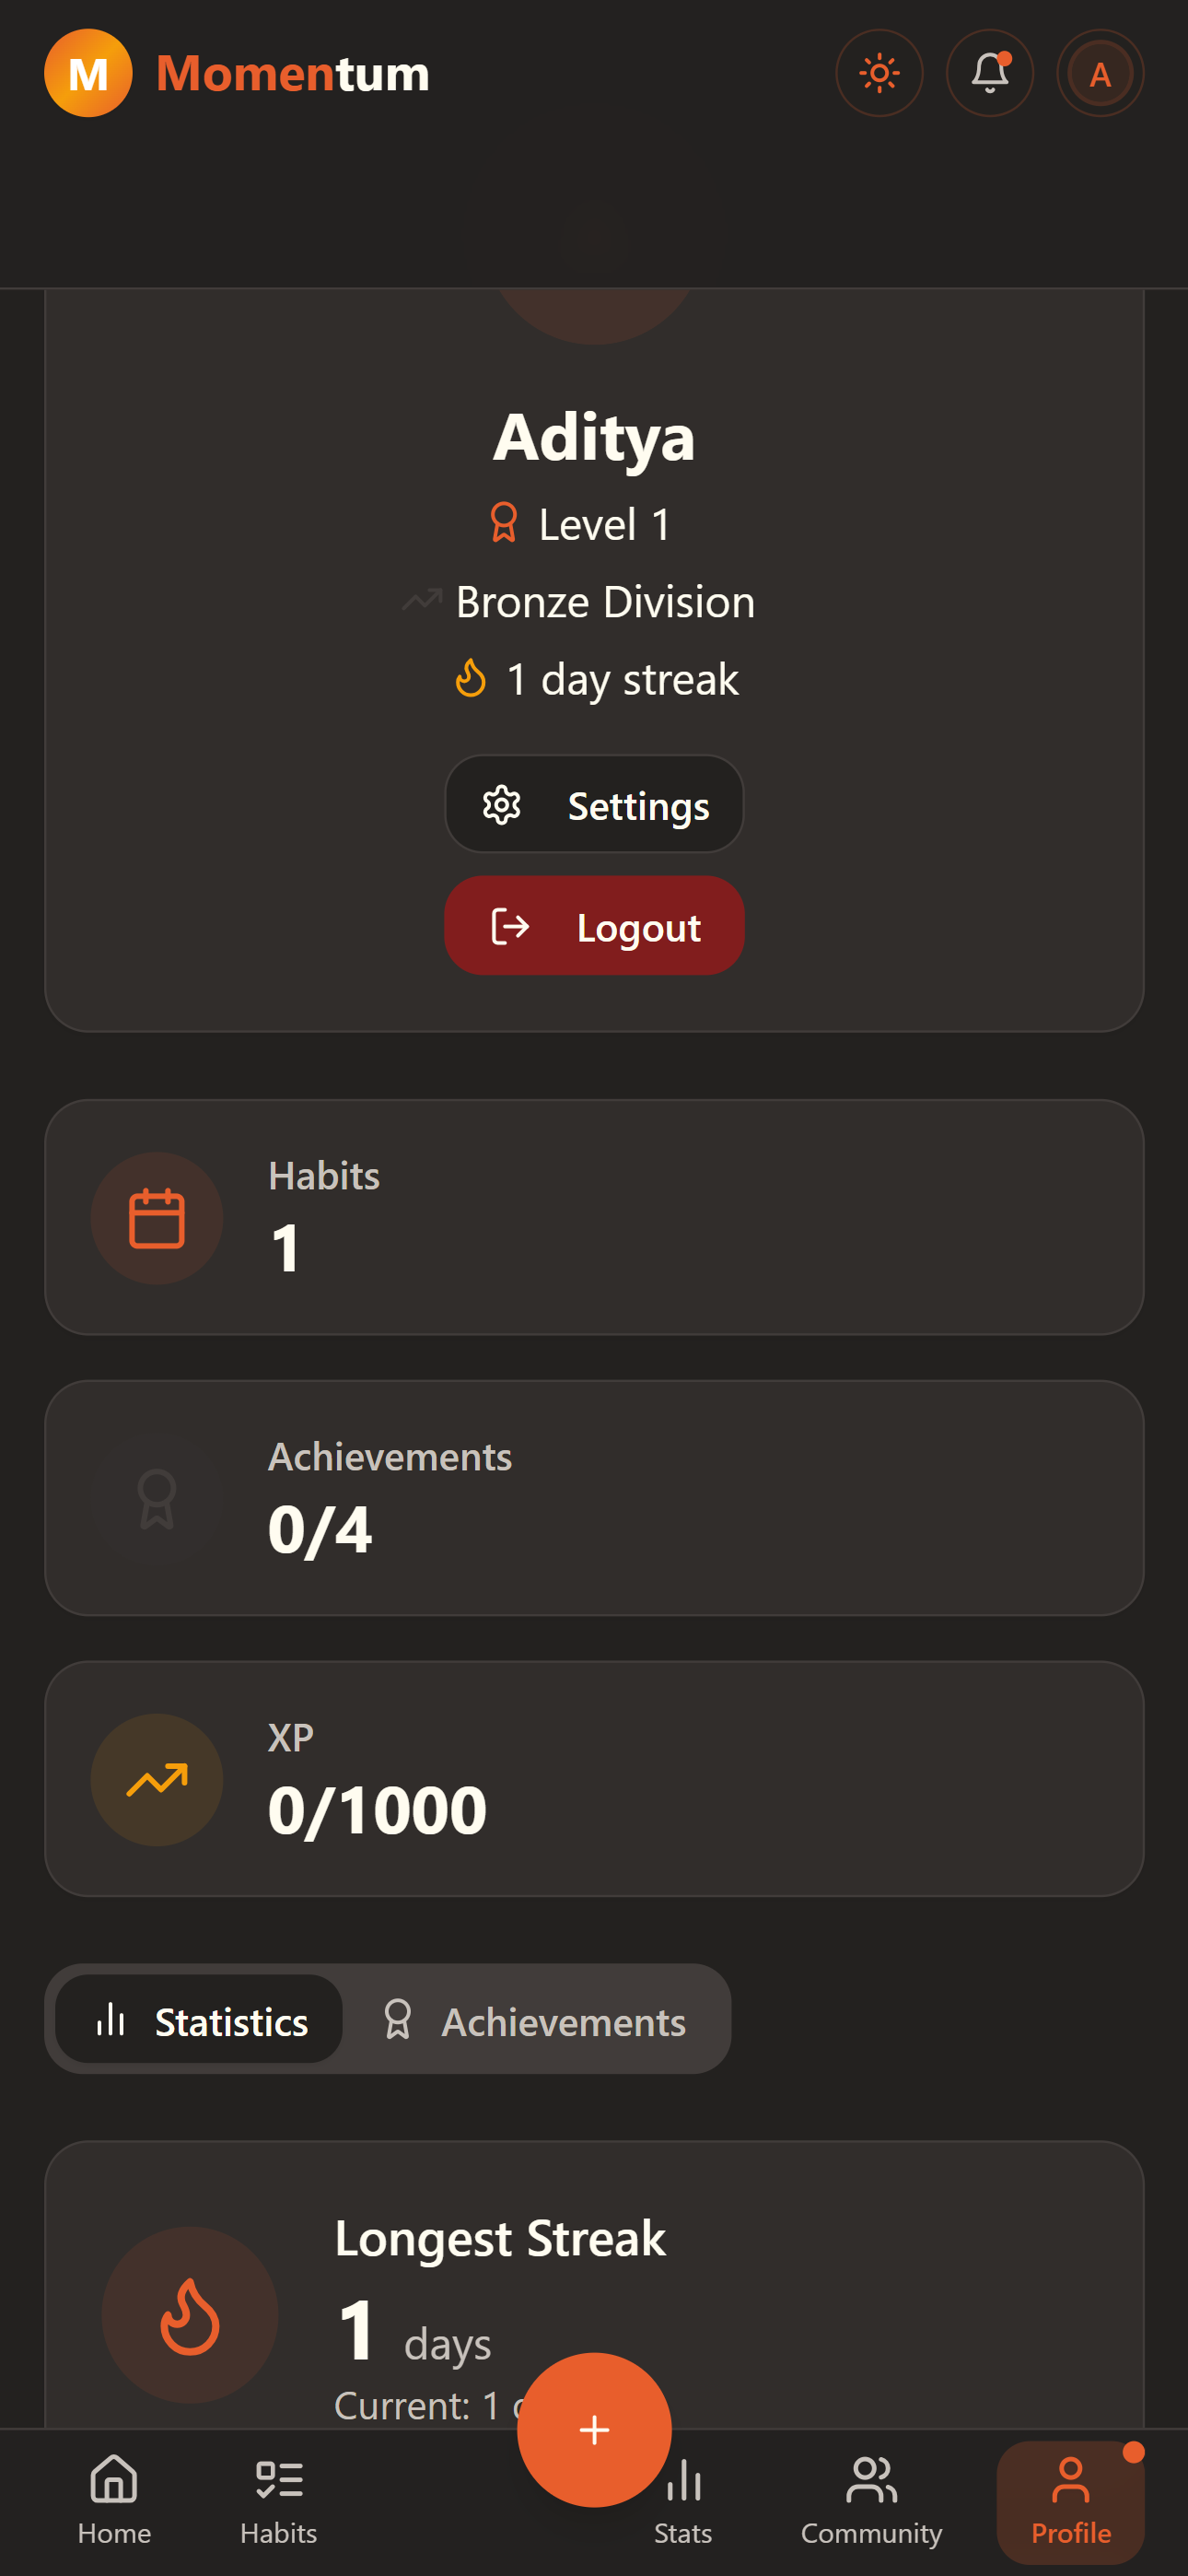 M Momentum A
Aditya
Level 1
Bronze Division
1 day streak
Settings
Logout
Habits
1
Achievements
0/4
XP
0/1000
Statistics Achievements
Longest Streak
1 days
Current: 1
Home Habits Stats Community Profile